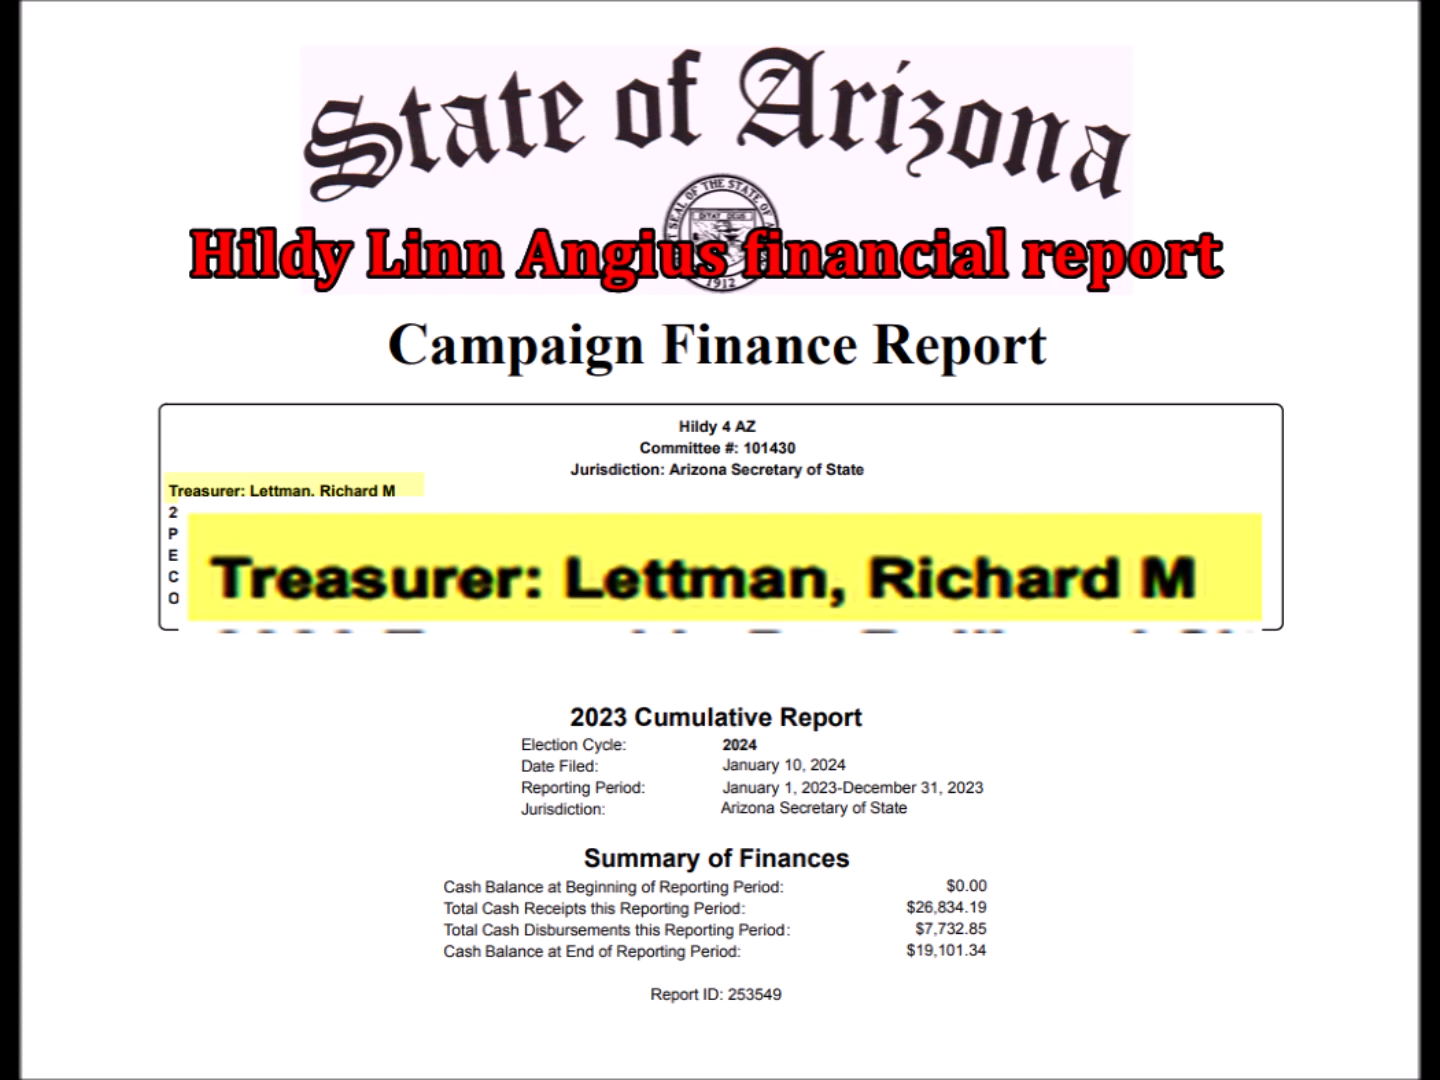 State of Arizona
Hildy Linn Angius financial report
1912
Campaign Finance Report
Hildy 4 AZ
Committee #: 101430
Jurisdiction: Arizona Secretary of State
Treasurer: Lettman, Richard M
2
P
E
C
O
Treasurer: Lettman, Richard M
2023 Cumulative Report
Election Cycle: 2024
Date Filed: January 10, 2024
Reporting Period: January 1, 2023-December 31, 2023
Jurisdiction: Arizona Secretary of State
Summary of Finances
Cash Balance at Beginning of Reporting Period: $0.00
Total Cash Receipts this Reporting Period: $26,834.19
Total Cash Disbursements this Reporting Period: $7,732.85
Cash Balance at End of Reporting Period: $19,101.34
Report ID: 253549